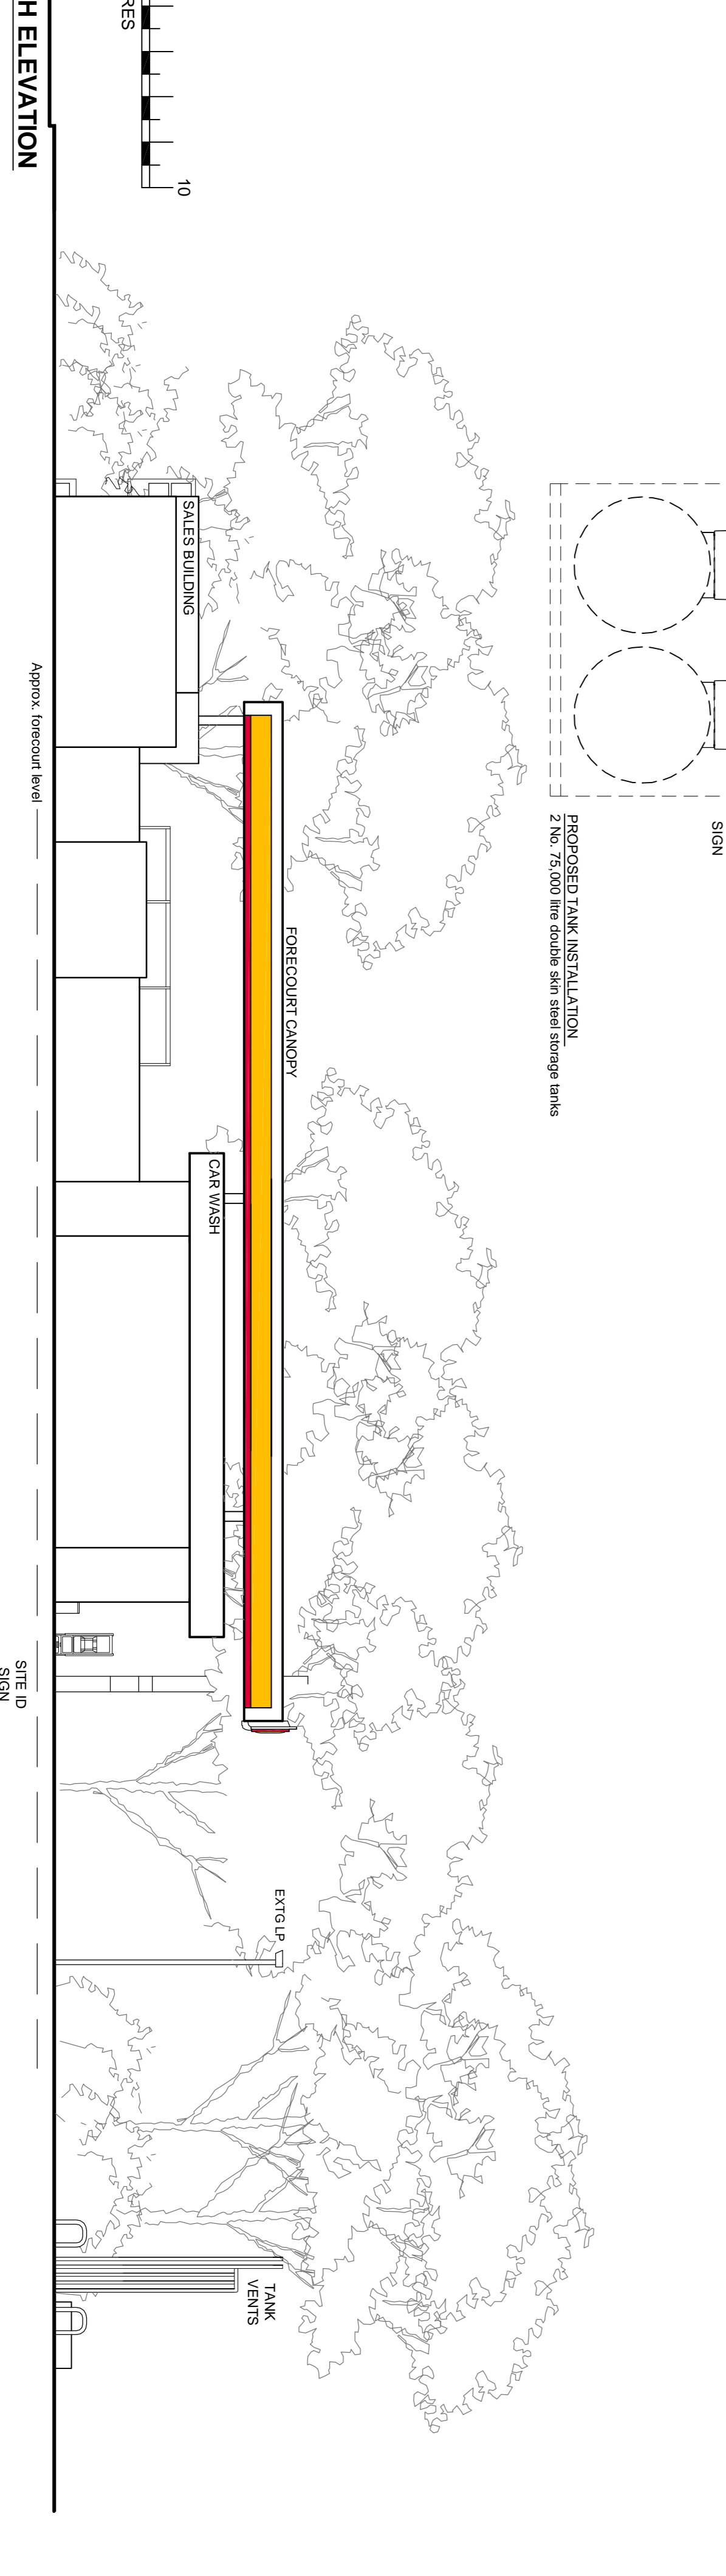 SIGN
PROPOSED TANK INSTALLATION
2 No. 75,000 litre double skin steel storage tanks
FORECOURT CANOPY
EXTG LP
TANK
VENTS
CAR WASH
SALES BUILDING
10
RES
Approx. forecourt level
SITE ID
SIGN
H ELEVATION